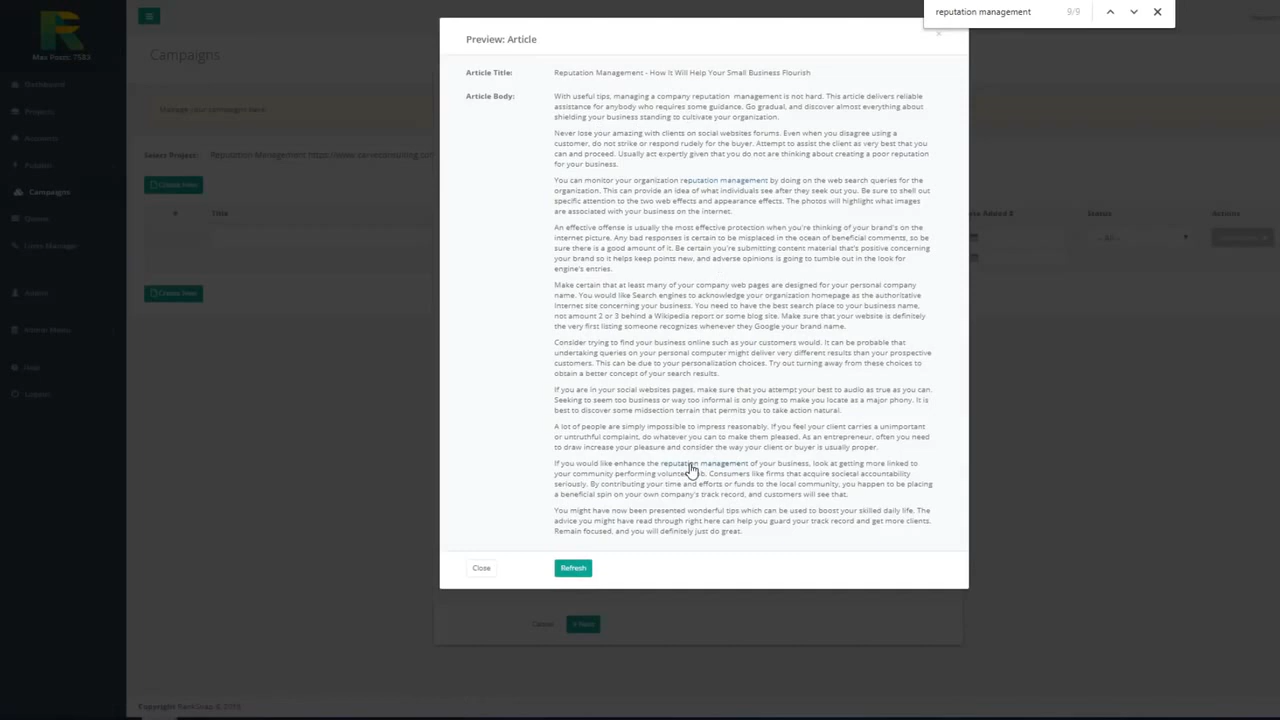 reputation management
9/9
Max Posts: 7583
Campaigns
Dashboard
Projects
Accounts
Publish
Campaigns
Queue
Links Manager
Admin
Logout
Manage your campaigns here.
Select Project:
Create New
Title
Status
Actions
Create New
Preview: Article
Article Title:
Reputation Management - How It Will Help Your Small Business Flourish
Article Body:
With useful tips, managing a company reputation management is not hard. This article delivers reliable
assistance for anybody who requires some guidance. Go gradual, and discover almost everything about
shielding your business standing to cultivate your organization.
Never lose your amazing with clients on social websites forums. Even when you disagree using a
customer, do not strike or respond rudely for the buyer. Attempt to assist the client as very best that you
can and proceed. Usually act expertly given that you do not are thinking about creating a poor reputation
for your business.
You can monitor your organization reputation management by doing on the web search queries for the
organization. This can provide an idea of what individuals see after they seek out you. Be sure to shell out
specific attention to the two web effects and appearance effects. The photos will highlight what images
are associated with your business on the internet.
An effective offense is usually the most effective protection when you're thinking of your brand's on the
internet picture. Any bad responses is certain to be misplaced in the ocean of beneficial comments, so be
sure there is a good amount of it. Be certain you're submitting content material that's positive concerning
your brand so it helps keep points new, and adverse opinions is going to tumble out in the look for
engine's entries.
Make certain that at least many of your company web pages are designed for your personal company
name. You would like Search engines to acknowledge your organization homepage as the authoritative
Internet site concerning your business. You need to have the best search place to your business name,
not amount 2 or 3 behind a Wikipedia report or some blog site. Make sure that your website is definitely
the very first listing someone recognizes whenever they Google your brand name.
Consider trying to find your business online such as your customers would. It can be probable that
undertaking queries on your personal computer might deliver very different results than your prospective
customers. This can be due to your personalization choices. Try out turning away from these choices to
obtain a better concept of your search results.
If you are in your social websites pages, make sure that you attempt your best to audio as true as you can.
Seeking to seem too business or way too informal is only going to make you locate as a major phony. It is
best to discover some midsection terrain that permits you to take action natural.
A lot of people are simply impossible to impress reasonably. If you feel your client carries a unimportant
or untruthful complaint, do whatever you can to make them pleased. As an entrepreneur, often you need
to draw increase your pleasure and consider the way your client or buyer is usually proper.
If you would like enhance the reputation management of your business, look at getting more linked to
your community performing volunteer job. Consumers like firms that acquire societal accountability
seriously. By contributing your time and efforts or funds to the local community, you happen to be placing
a beneficial spin on your own company's track record, and customers will see that.
You might have now been presented wonderful tips which can be used to boost your skilled daily life. The
advice you might have read through right here can help you guard your track record and get more clients.
Remain focused, and you will definitely just do great.
Close
Refresh
Cancel
Copyright RankSnap © 2018